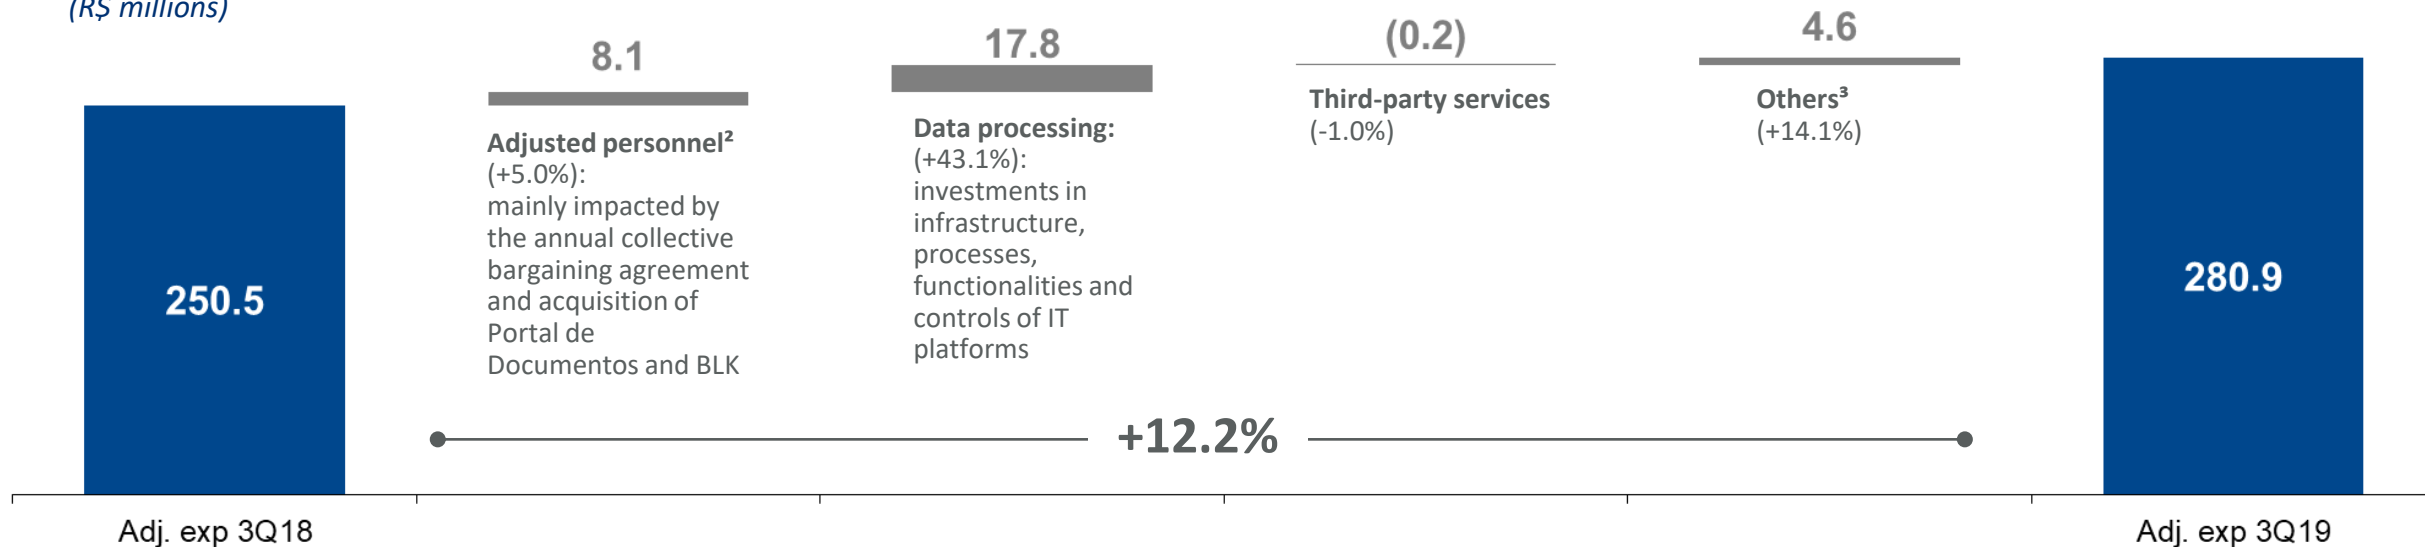 (R$ millions)
250.5
8.1
Adjusted personnel²
(+5.0%):
mainly impacted by
the annual collective
bargaining agreement
and acquisition of
Portal de
Documentos and BLK
17.8
Data processing:
(+43.1%):
investments in
infrastructure,
processes,
functionalities and
controls of IT
platforms
(0.2)
Third-party services
(-1.0%)
4.6
Others³
(+14.1%)
280.9
+12.2%
Adj. exp 3Q18
Adj. exp 3Q19